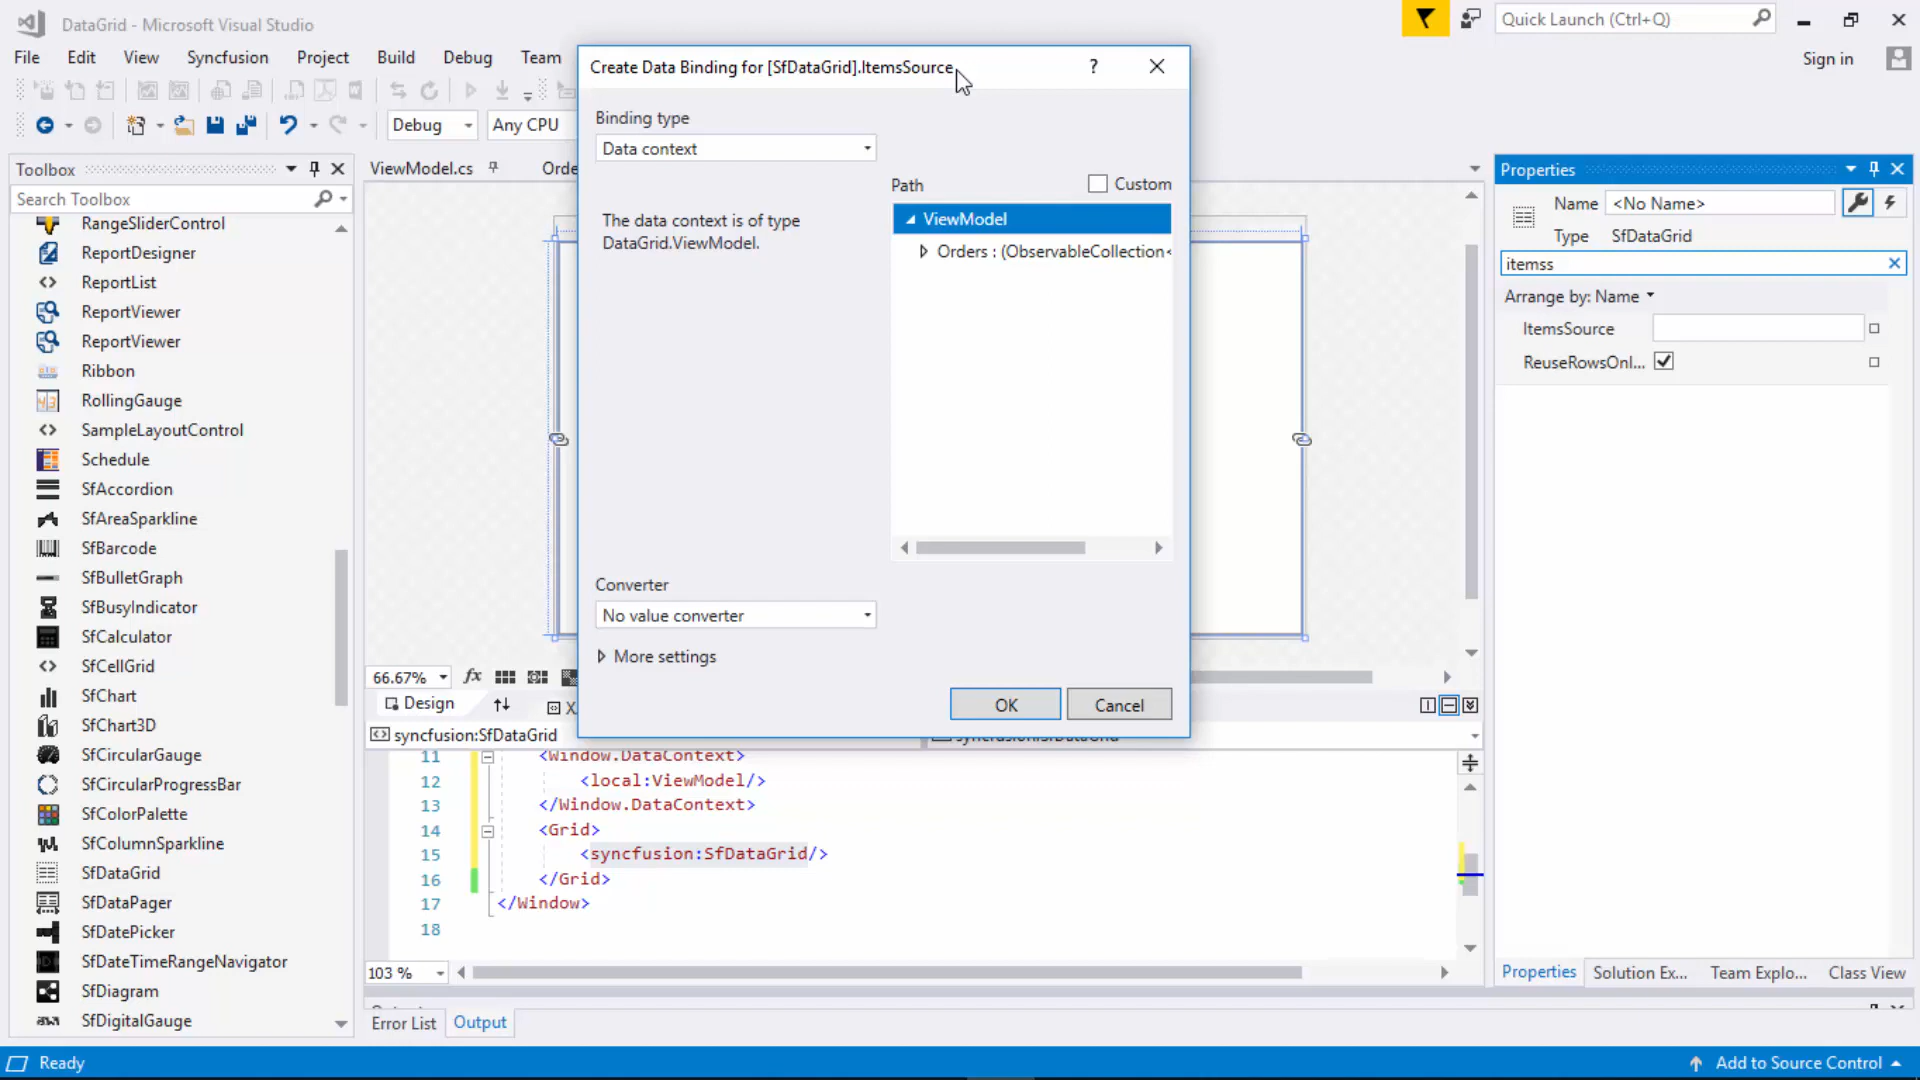 DataGrid - Microsoft Visual Studio
Quick Launch (Ctrl+Q)
File Edit View Syncfusion Project Build Debug Team
Sign in
Debug Any CPU
Toolbox
Search Toolbox
RangeSliderControl
ReportDesigner
ReportList
ReportViewer
ReportViewer
Ribbon
RollingGauge
SampleLayoutControl
Schedule
SfAccordion
SfAreaSparkline
SfBarcode
SfBulletGraph
SfBusyIndicator
SfCalculator
SfCellGrid
SfChart
SfChart3D
SfCircularGauge
SfCircularProgressBar
SfColorPalette
SfColumnSparkline
SfDataGrid
SfDataPager
SfDatePicker
SfDateTimeRangeNavigator
SfDiagram
SfDigitalGauge
ViewModel.cs Orde
Create Data Binding for [SfDataGrid].ItemsSource
?
Binding type
Data context
The data context is of type
DataGrid.ViewModel.
Path
Custom
ViewModel
Orders : (ObservableCollection<
Converter
No value converter
More settings
OK Cancel
66.67% fx
Design X
syncfusion:SfDataGrid syncfusion:SfDataGrid
11 <Window.DataContext>
12 <local:ViewModel/>
13 </Window.DataContext>
14 <Grid>
15 <syncfusion:SfDataGrid/>
16 </Grid>
17 </Window>
18
103 %
Error List Output
Properties
Name <No Name>
Type SfDataGrid
itemss
Arrange by: Name
ItemsSource
ReuseRowsOnl...
Properties Solution Ex... Team Explo... Class View
Ready
Add to Source Control